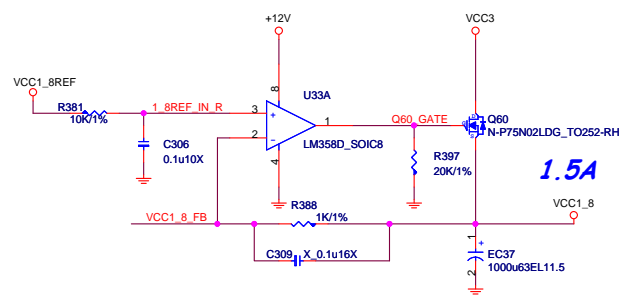 +12V
VCC3
VCC1_8REF
8
U33A
R381
10K/1%
1_8REF_IN_R
3
+
1
Q60_GATE
Q60
N-P75N02LDG_TO252-RH
2
-
LM358D_SOIC8
C306
0.1u10X
4
R397
20K/1%
1.5A
R388
1K/1%
VCC1_8_FB
VCC1_8
C309
X_0.1u16X
1
+
EC37
1000u63EL11.5
2